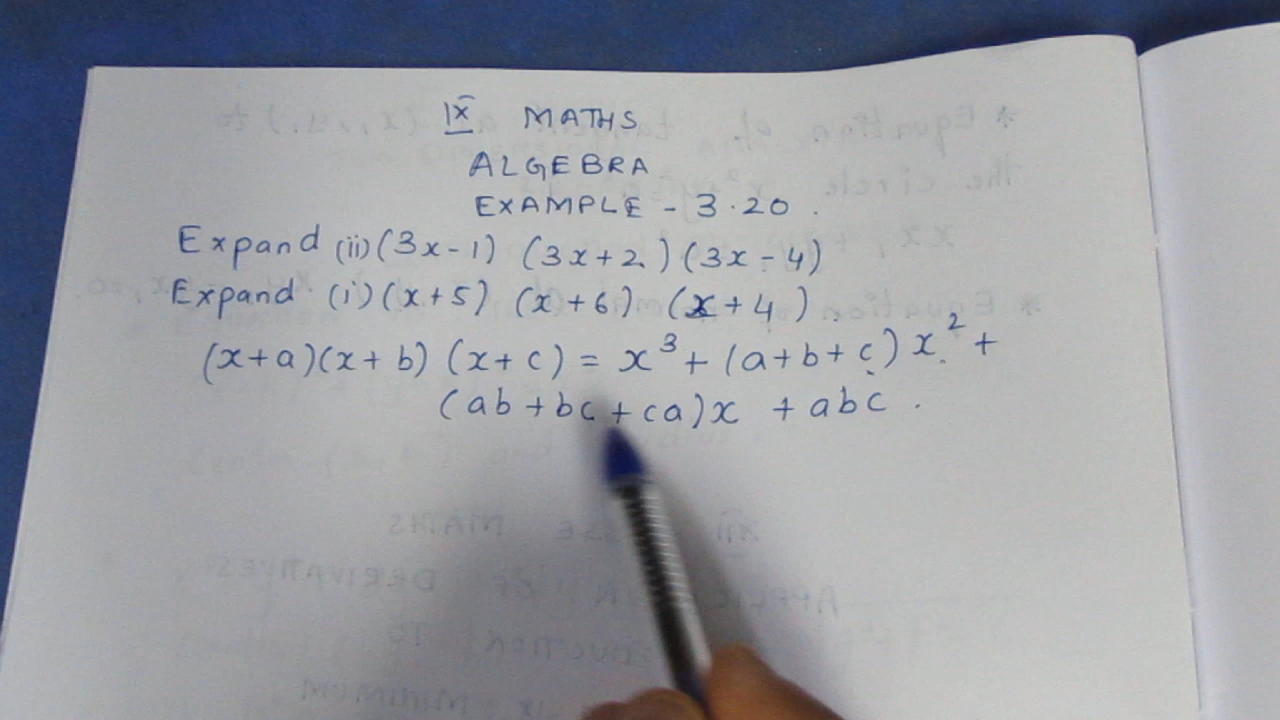 IX MATHS
ALGEBRA
EXAMPLE - 3.20.
Expand (ii) (3x-1) (3x+2) (3x-4)
Expand (i) (x+5) (x+6) (x+4).
(x+a)(x+b) (x+c) = x³ + (a+b+c) x² +
(ab+bc+ca)x + abc.